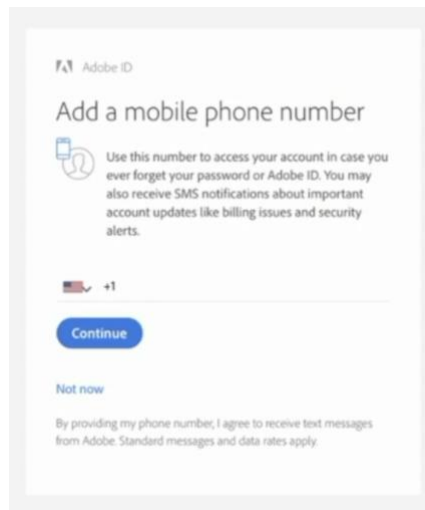 Adobe ID
Add a mobile phone number
Use this number to access your account in case you
ever forget your password or Adobe ID. You may
also receive SMS notifications about important
account updates like billing issues and security
alerts.
+1
Continue
Not now
By providing my phone number, I agree to receive text messages
from Adobe. Standard messages and data rates apply.